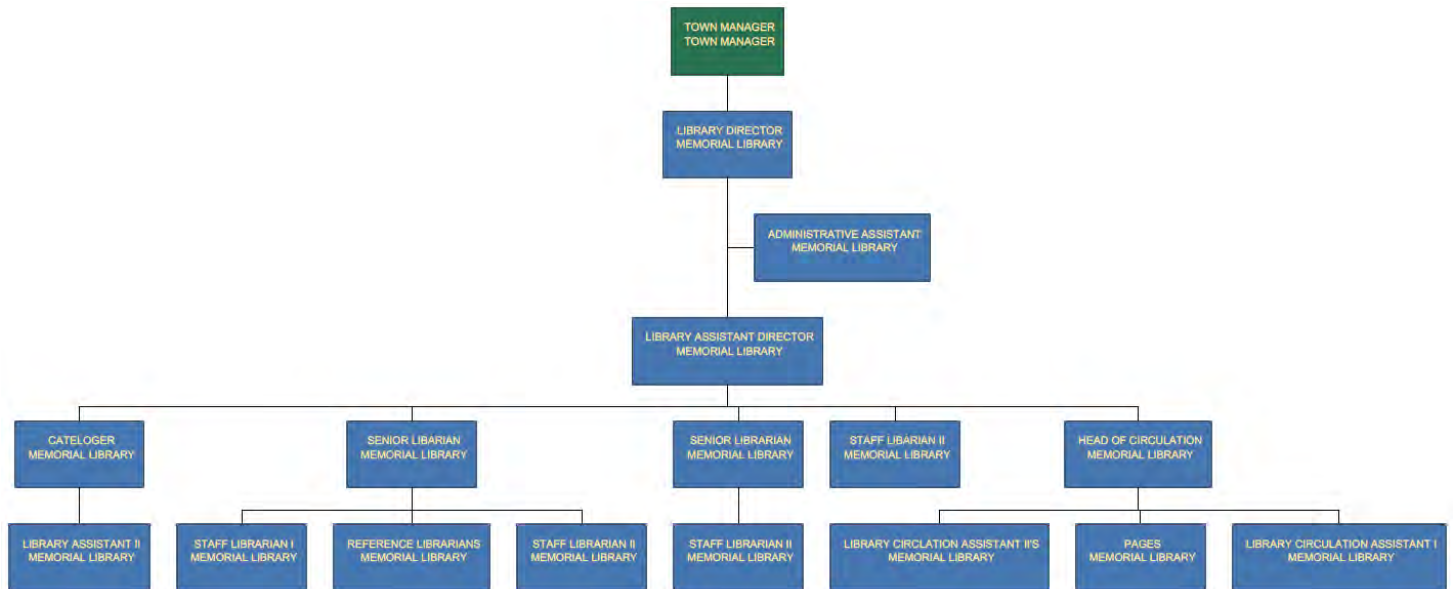 TOWN MANAGER
TOWN MANAGER
LIBRARY DIRECTOR
MEMORIAL LIBRARY
ADMINISTRATIVE ASSISTANT
MEMORIAL LIBRARY
LIBRARY ASSISTANT DIRECTOR
MEMORIAL LIBRARY
CATELOGER
MEMORIAL LIBRARY
SENIOR LIBARIAN
MEMORIAL LIBRARY
SENIOR LIBRARIAN
MEMORIAL LIBRARY
STAFF LIBARIAN II
MEMORIAL LIBRARY
HEAD OF CIRCULATION
MEMORIAL LIBRARY
LIBRARY ASSISTANT II
MEMORIAL LIBRARY
STAFF LIBRARIAN I
MEMORIAL LIBRARY
REFERENCE LIBRARIANS
MEMORIAL LIBRARY
STAFF LIBRARIAN II
MEMORIAL LIBRARY
STAFF LIBRARIAN II
MEMORIAL LIBRARY
LIBRARY CIRCLATION ASSISTANT II'S
MEMORIAL LIBRARY
PAGES
MEMORIAL LIBRARY
LIBRARY CIRCULATION ASSISTANT I
MEMORIAL LIBRARY